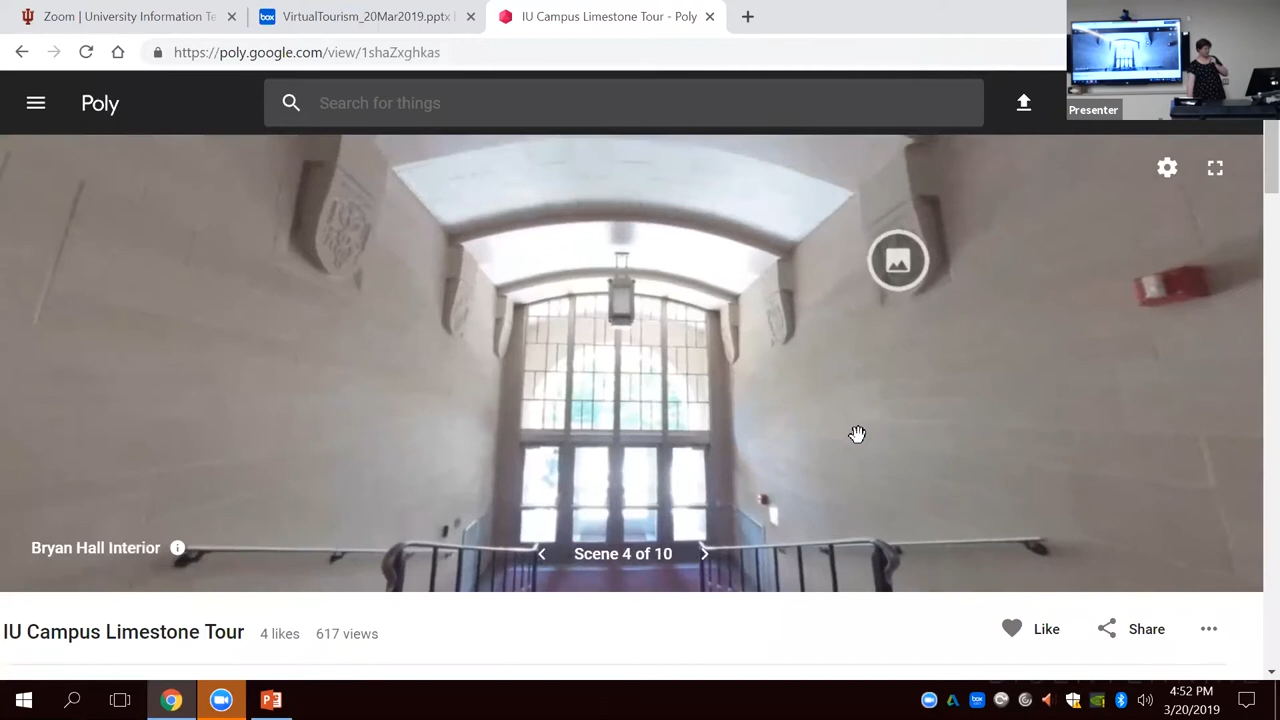 Zoom | University Information Te
VirtualTourism_20Mar2019.pptx
IU Campus Limestone Tour - Poly
https://poly.google.com/view/1shaZxghkas
Poly
Search for things
Presenter
Bryan Hall Interior
Scene 4 of 10
IU Campus Limestone Tour
4 likes
617 views
Like
Share
4:52 PM
3/20/2019